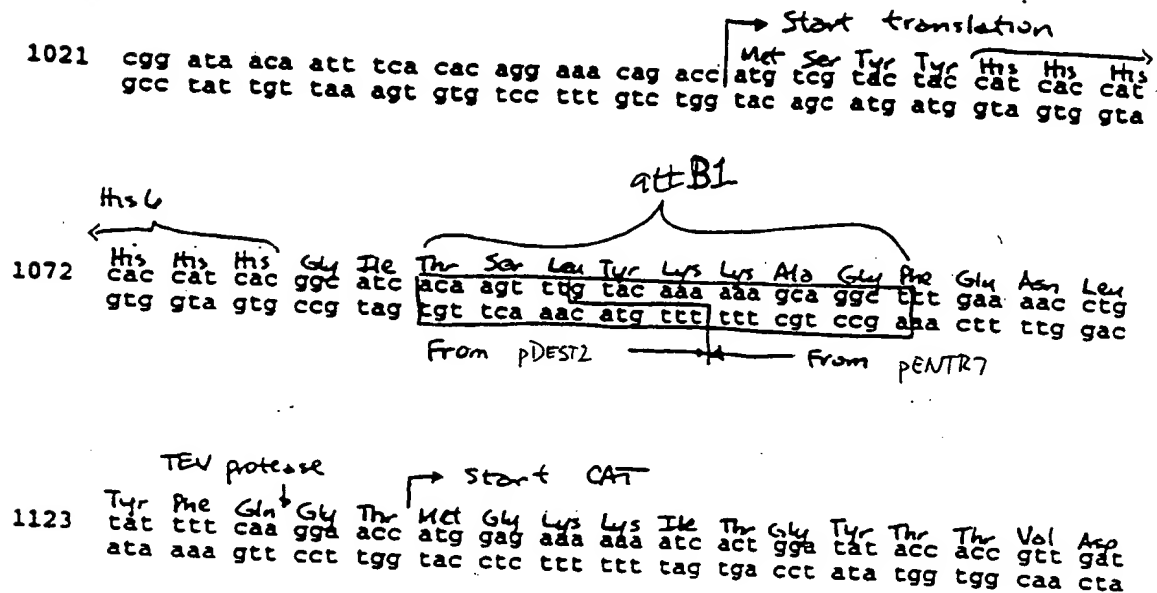 Start translation
Met Ser Tyr Tyr His His His
1021 cgg ata aca att tca cac agg aaa cag acc atg tcg tac tac cat cac cat
gcc tat tgt taa agt gtg tcc ttt gtc tgg tac agc atg atg gta gtg gta
attB1
His 6
His His His Gly Ile Thr Ser Leu Tyr Lys Lys Ala Gly Phe Glu Asn Leu
1072 cac cat cac ggc atc aca agt ttg tac aaa aaa gca ggc ttt gaa aac ctg
gtg gta gtg ccg tag tgt tca aac atg ttt ttt cgt ccg aaa ctt ttg gac
From pDEST2 From pENTR7
TEV protease Start CAT
Tyr Phe Gln Gly Thr Met Gly Lys Lys Ile Thr Gly Tyr Thr Thr Val Asp
1123 tat ttt caa gga acc atg gag aaa aaa atc act gga tat acc acc gtt gat
ata aaa gtt cct tgg tac ctc ttt ttt tag tga cct ata tgg tgg caa cta